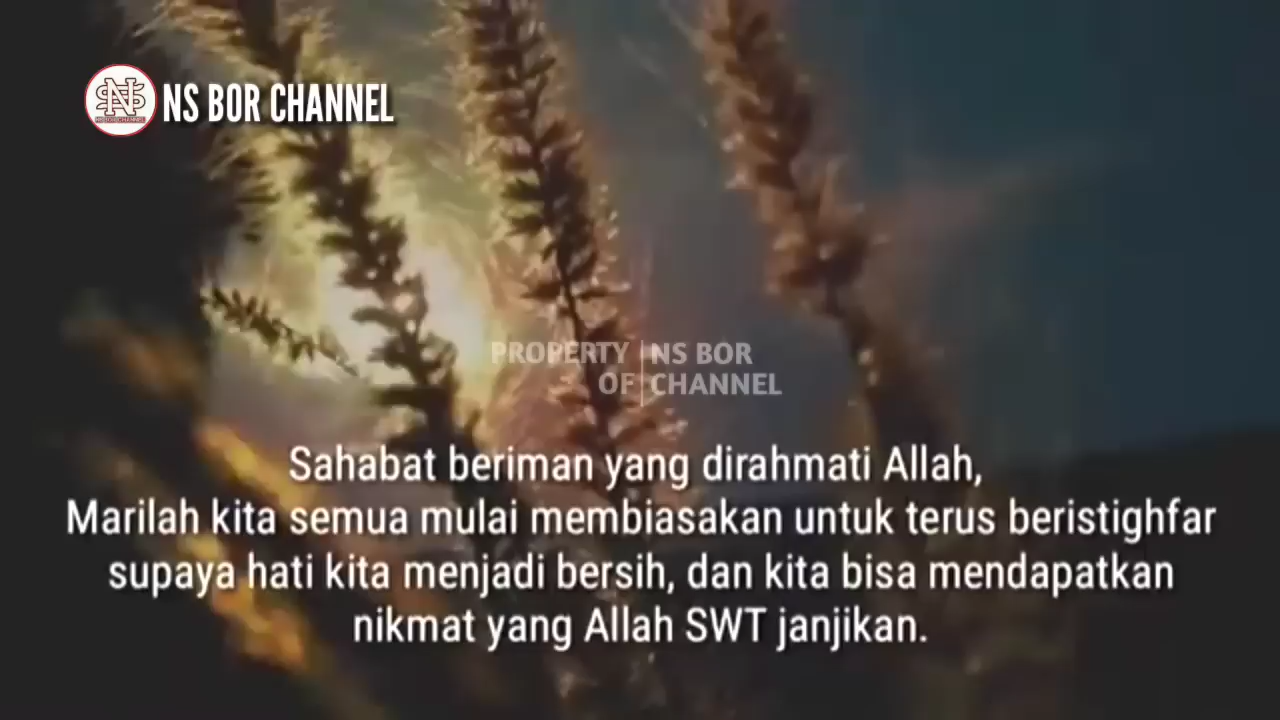 NS BOR CHANNEL
PROPERTY OF | NS BOR CHANNEL
Sahabat beriman yang dirahmati Allah,
Marilah kita semua mulai membiasakan untuk terus beristighfar
supaya hati kita menjadi bersih, dan kita bisa mendapatkan
nikmat yang Allah SWT janjikan.